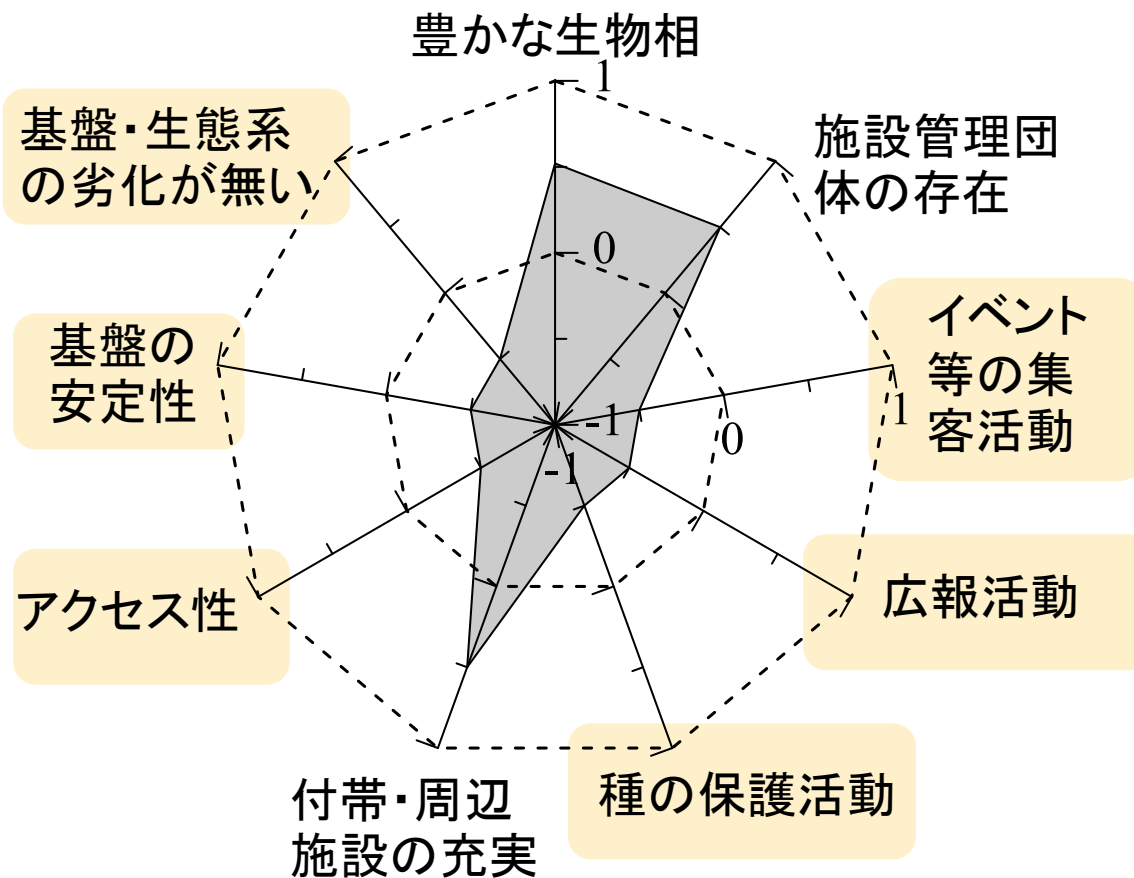 豊かな生物相
1
基盤・生態系
の劣化が無い
施設管理団
体の存在
0
イベント
等の集
客活動
基盤の
安定性
-1
1
0
-1
アクセス性
広報活動
付帯・周辺
施設の充実
種の保護活動